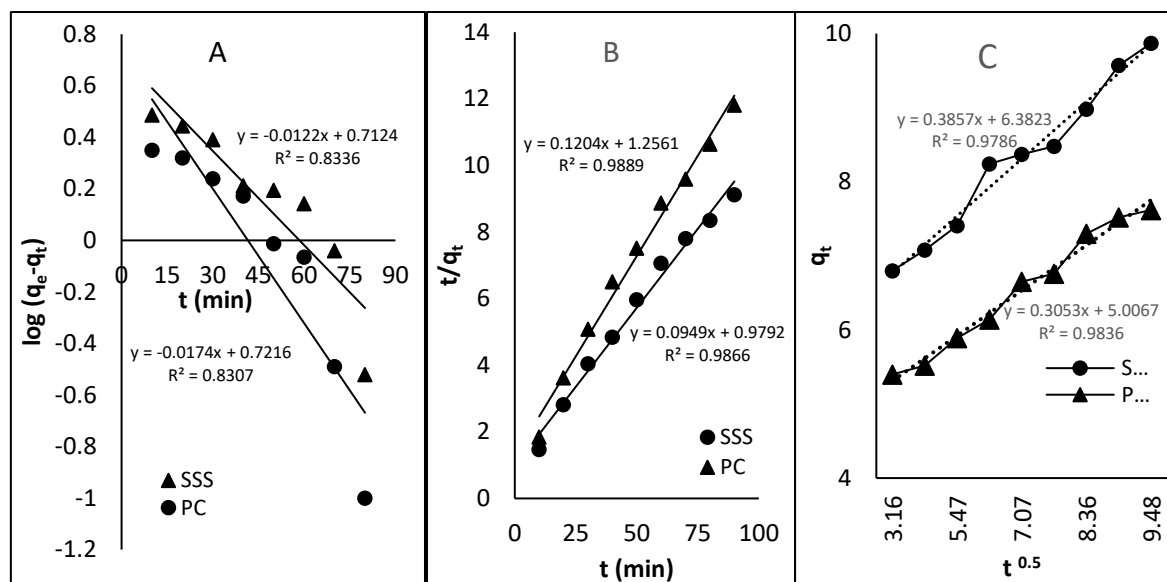 A
0.8
0.6
0.4
0.2
0
-0.2
-0.4
-0.6
-0.8
-1
-1.2
0 15 30 45 60 75 90
t (min)
log (qe-qt)
y = -0.0122x + 0.7124
R² = 0.8336
y = -0.0174x + 0.7216
R² = 0.8307
SSS
PC
B
14
12
10
8
6
4
2
0
0 25 50 75 100
t (min)
t/qt
y = 0.1204x + 1.2561
R² = 0.9889
y = 0.0949x + 0.9792
R² = 0.9866
SSS
PC
C
10
8
6
4
3.16 5.47 7.07 8.36 9.48
t 0.5
qt
y = 0.3857x + 6.3823
R² = 0.9786
y = 0.3053x + 5.0067
R² = 0.9836
S...
P...